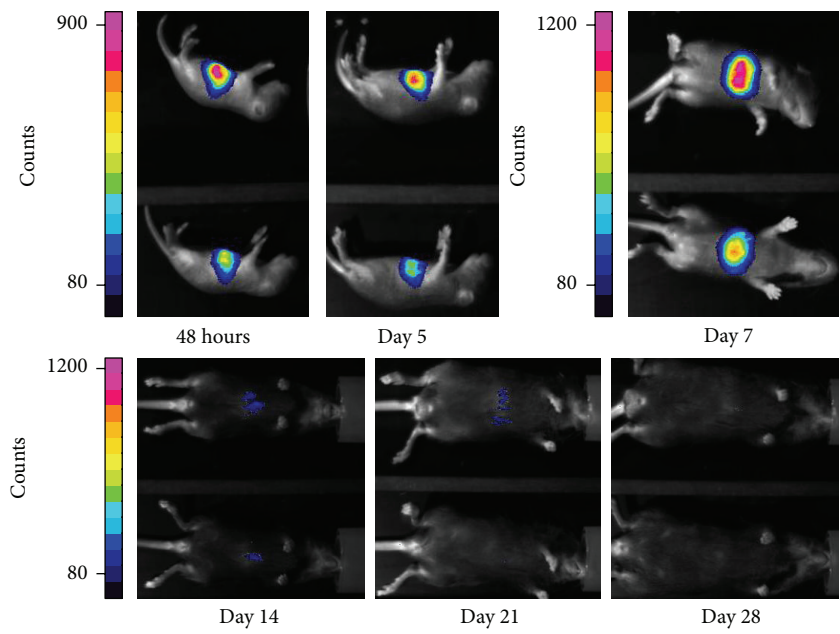 900
80
Counts
48 hours
Day 5
1200
80
Counts
Day 7
1200
80
Counts
Day 14
Day 21
Day 28